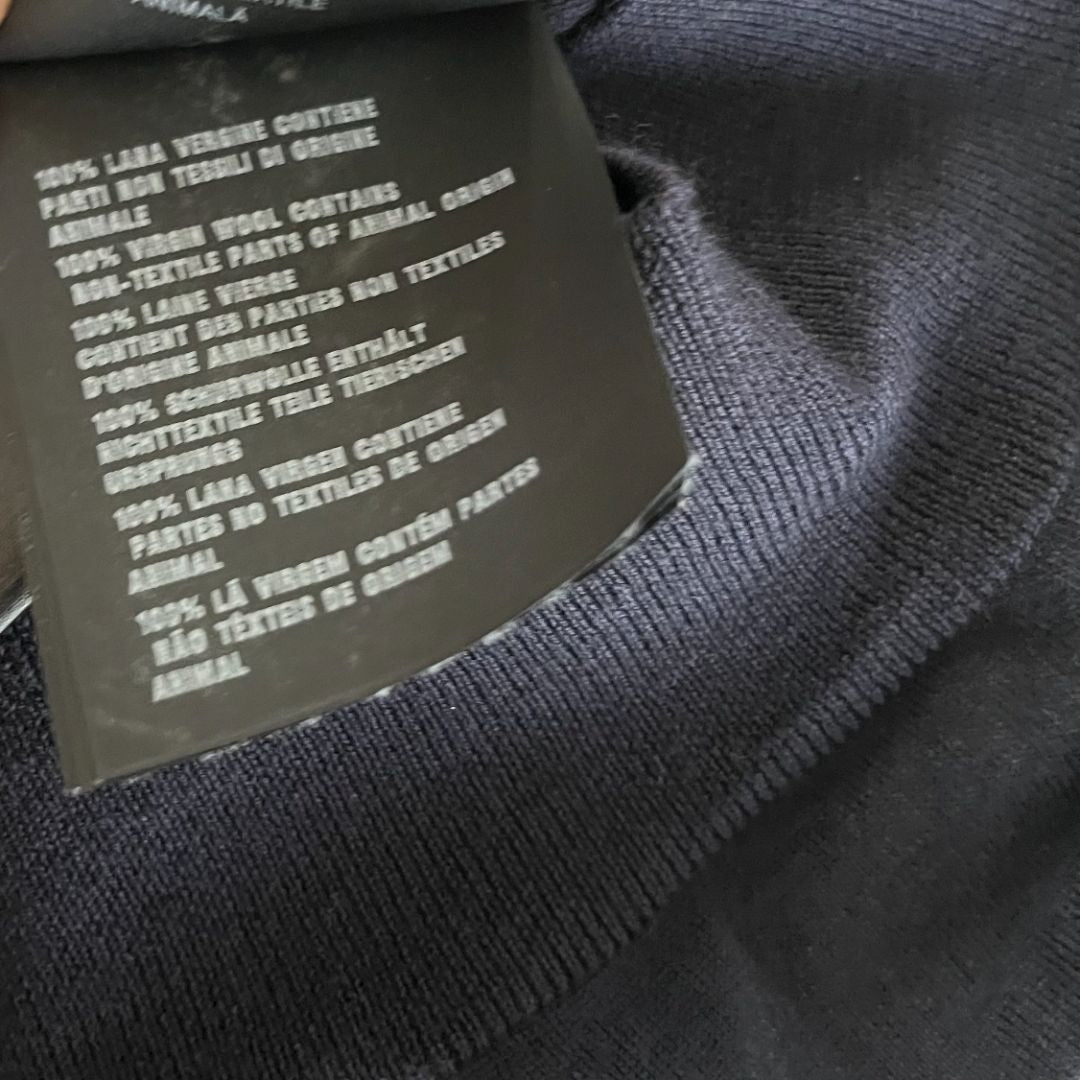 ANIMALĂ
100% LANA VERGINE CONTIENE
PARTI NON TESSILI DI ORIGINE
ANIMALE
100% VIRGIN WOOL CONTAINS
NON-TEXTILE PARTS OF ANIMAL ORIGIN
100% LAINE VIERGE
CONTIENT DES PARTIES NON TEXTILES
D'ORIGINE ANIMALE
100% SCHURWOLLE ENTHÄLT
NICHTTEXTILE TEILE TIERISCHEN
URSPRUNGS
100% LANA VIRGEN CONTIENE
PARTES NO TEXTILES DE ORIGEN
ANIMAL
100% LÃ VIRGEM CONTÉM PARTES
NÃO TÊXTEIS DE ORIGEM
ANIMAL